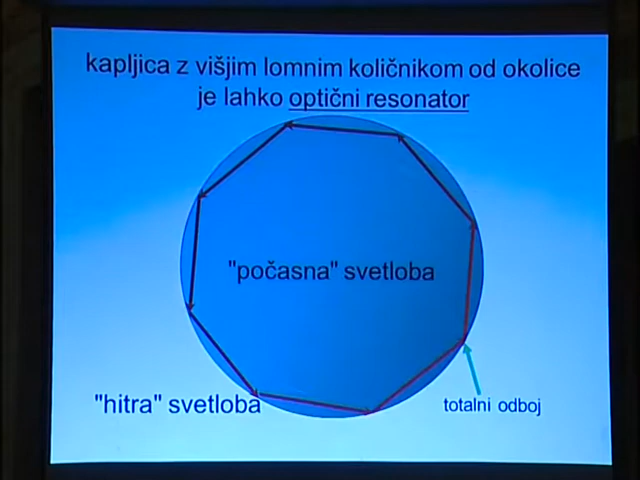 kapljica z višjim lomnim količnikom od okolice
je lahko optični resonator
"počasna" svetloba
"hitra" svetloba
totalni odboj